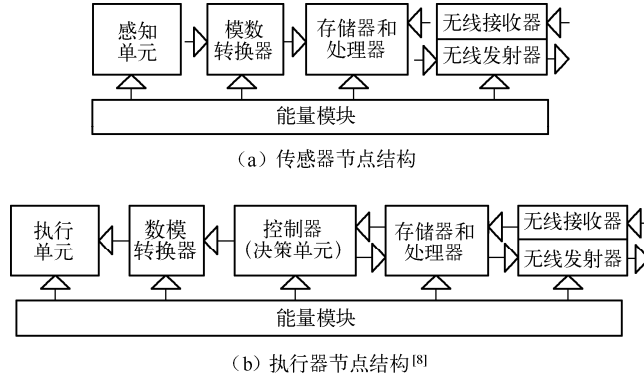 感知
单元
模数
转换器
存储器和
处理器
无线接收器
无线发射器
能量模块
（a）传感器节点结构
执行
单元
数模
转换器
控制器
(决策单元)
存储器和
处理器
无线接收器
无线发射器
能量模块
（b）执行器节点结构[8]